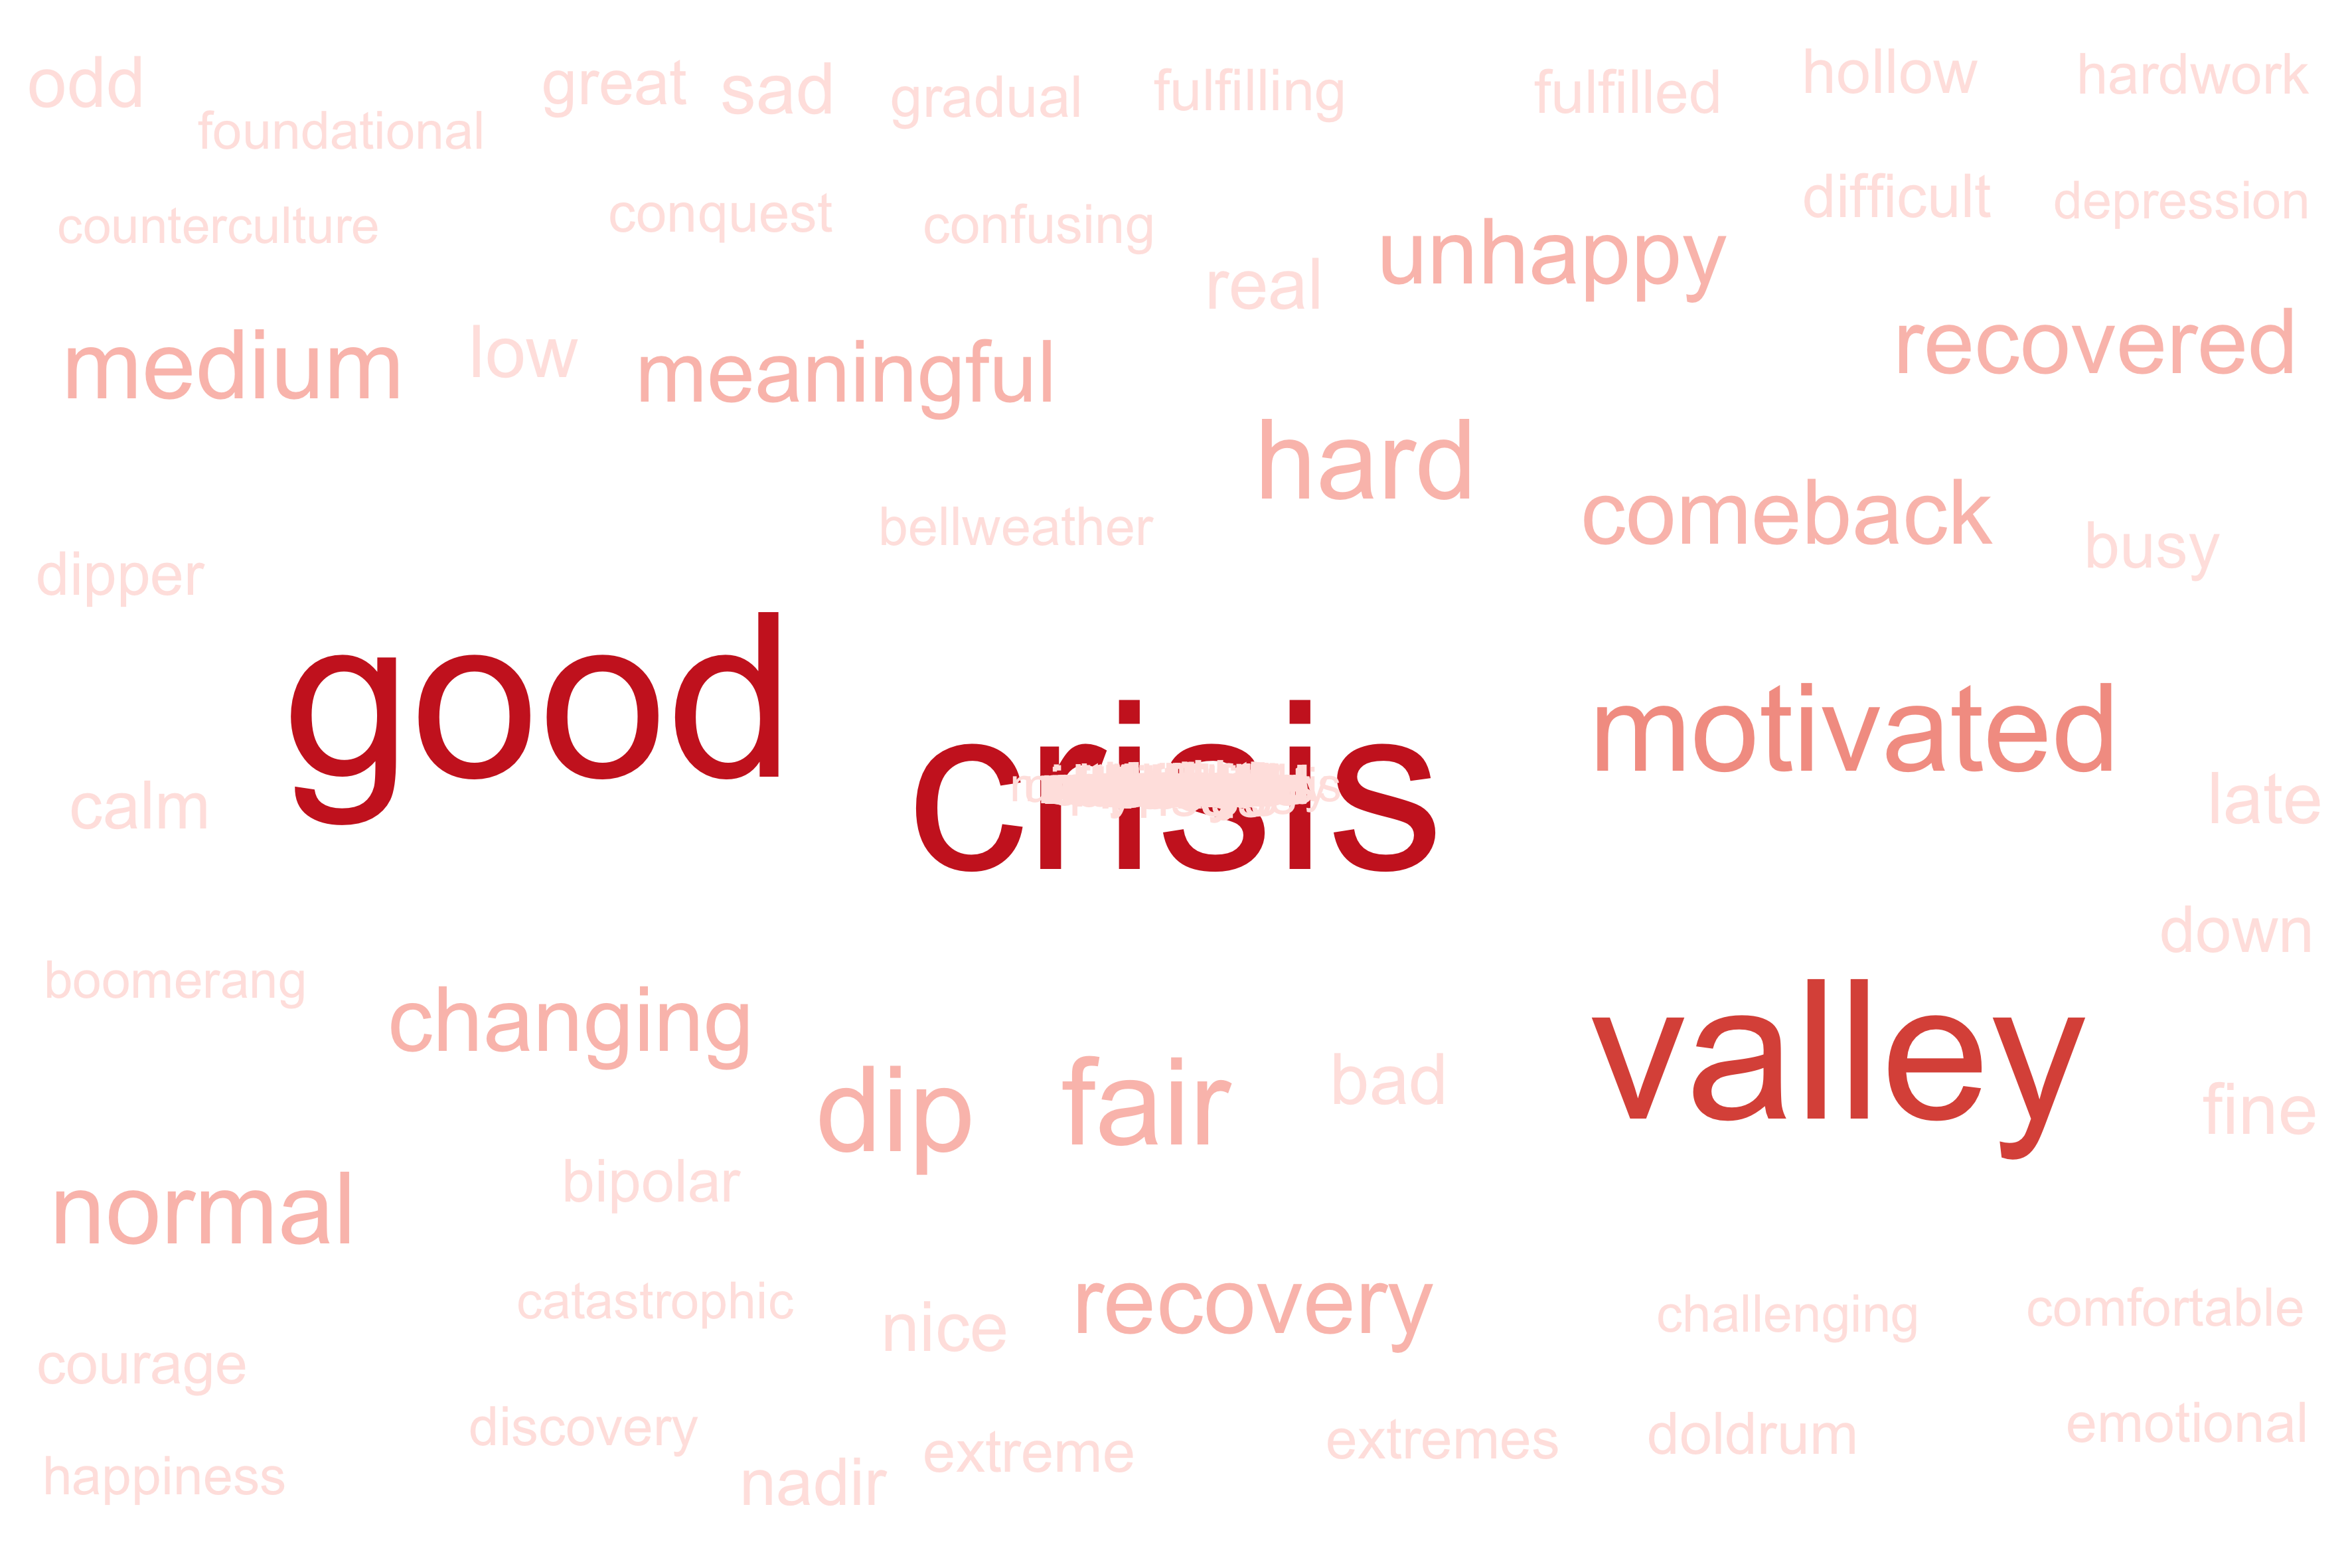 odd great sad gradual fulfilling fulfilled hollow hardwork
foundational
counterculture conquest confusing difficult depression
real unhappy
medium low meaningful recovered
hard
bellweather comeback busy
dipper
good crisis motivated
calm late
down
boomerang changing valley
dip fair bad fine
normal bipolar
catastrophic nice recovery challenging comfortable
courage
discovery extreme extremes doldrum emotional
happiness nadir